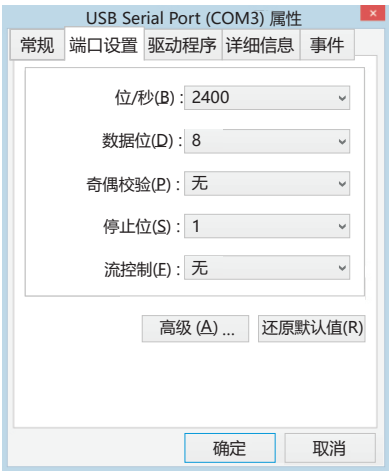 USB Serial Port (COM3) 属性
常规 端口设置 驱动程序 详细信息 事件
位/秒(B) : 2400
数据位(D) : 8
奇偶校验(P) : 无
停止位(S) : 1
流控制(F) : 无
高级 (A) ... 还原默认值(R)
确定 取消